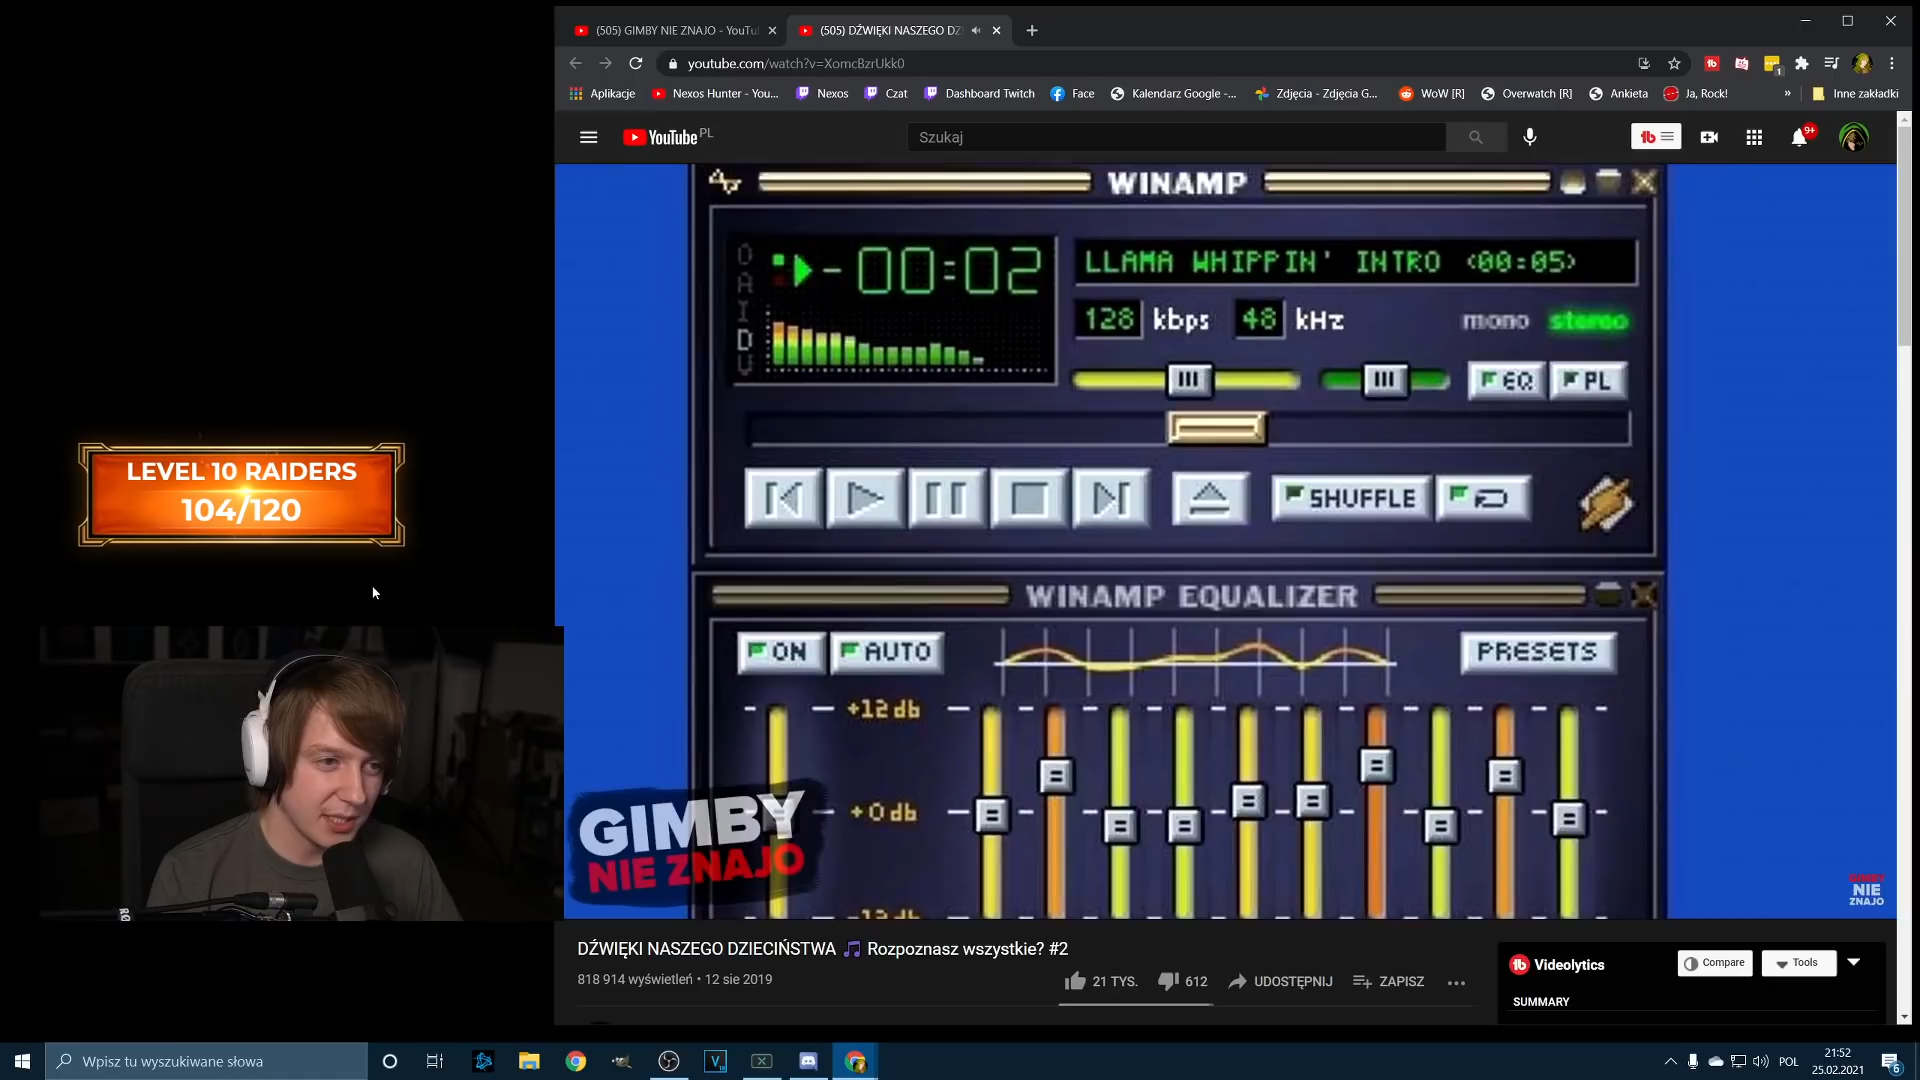 (505) GIMBY NIE ZNAJO - YouTu
(505) DŹWIĘKI NASZEGO DZ
youtube.com/watch?v=XomcBzrUkk0
Aplikacje
Nexos Hunter - You...
Nexos
Czat
Dashboard Twitch
Face
Kalendarz Google -...
Zdjęcia - Zdjęcia G...
WoW [R]
Overwatch [R]
Ankieta
Ja, Rock!
»
Inne zakładki
YouTube PL
Szukaj
9+
WINAMP
O
A
I
D
V
- 00:02
LLAMA WHIPPIN' INTRO <00:05>
128 kbps 48 kHz
mono stereo
EQ PL
SHUFFLE
LEVEL 10 RAIDERS
104/120
WINAMP EQUALIZER
ON AUTO
PRESETS
+12 db
+0 db
GIMBY
NIE ZNAJO
GIMBY
NIE
ZNAJO
DŹWIĘKI NASZEGO DZIECIŃSTWA 🎵 Rozpoznasz wszystkie? #2
818 914 wyświetleń • 12 sie 2019
21 TYS.
612
UDOSTĘPNIJ
ZAPISZ
Videolytics
Compare
Tools
SUMMARY
Wpisz tu wyszukiwane słowa
POL
21:52
25.02.2021
6